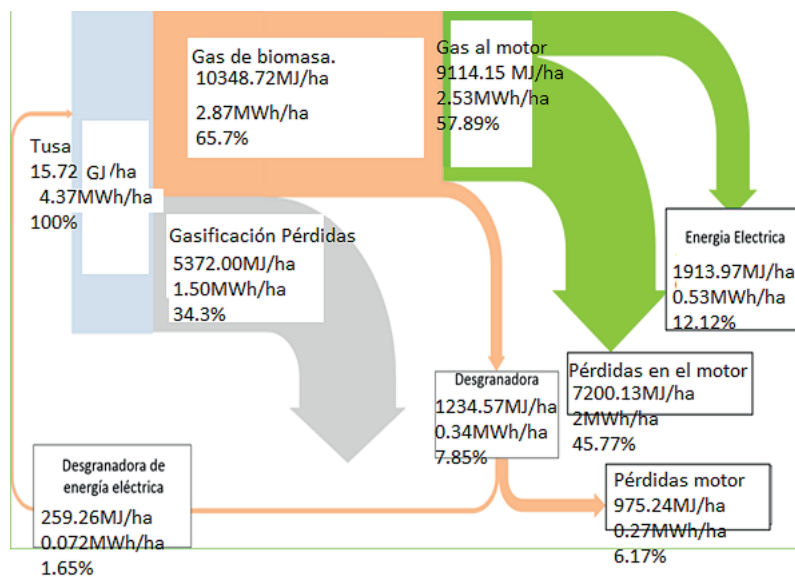 Tusa
15.72 GJ/ha
4.37MWh/ha
100%
Gas de biomasa.
10348.72MJ/ha
2.87MWh/ha
65.7%
Gas al motor
9114.15 MJ/ha
2.53MWh/ha
57.89%
Gasificación Pérdidas
5372.00MJ/ha
1.50MWh/ha
34.3%
Energia Electrica
1913.97MJ/ha
0.53MWh/ha
12.12%
Desgranadora
1234.57MJ/ha
0.34MWh/ha
7.85%
Pérdidas en el motor
7200.13MJ/ha
2MWh/ha
45.77%
Desgranadora de
energía eléctrica
259.26MJ/ha
0.072MWh/ha
1.65%
Pérdidas motor
975.24MJ/ha
0.27MWh/ha
6.17%